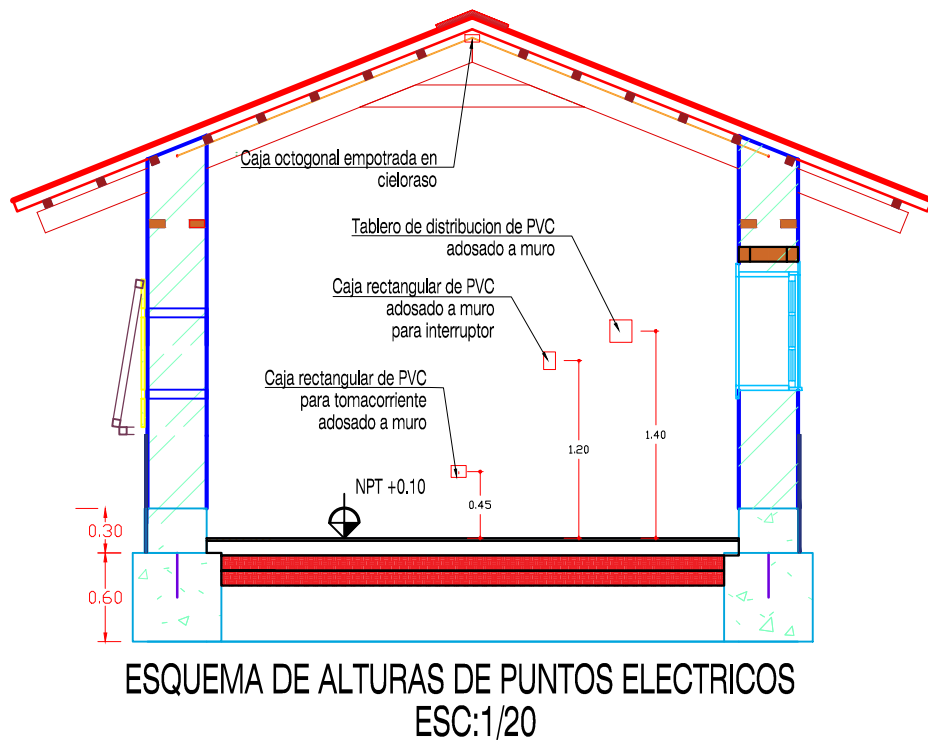 Caja octogonal empotrada en
cieloraso
Tablero de distribucion de PVC
adosado a muro
Caja rectangular de PVC
adosado a muro
para interruptor
Caja rectangular de PVC
para tomacorriente
adosado a muro
1.40
1.20
0.45
NPT +0.10
0.30
0.60
ESQUEMA DE ALTURAS DE PUNTOS ELECTRICOS
ESC:1/20